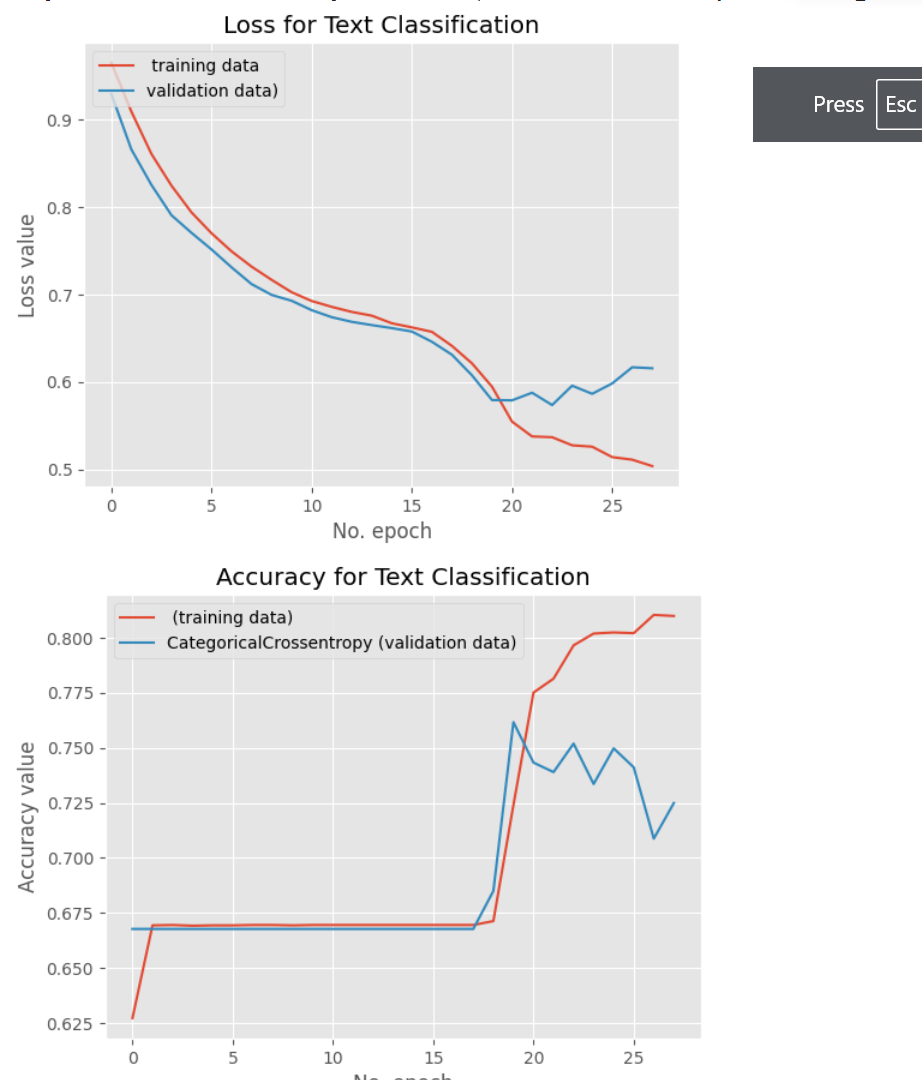 Loss for Text Classification
training data
validation data)
Press Esc
0.9
0.8
0.7
0.6
0.5
Loss value
0 5 10 15 20 25
No. epoch
Accuracy for Text Classification
(training data)
CategoricalCrossentropy (validation data)
0.800
0.775
0.750
0.725
0.700
0.675
0.650
0.625
Accuracy value
0 5 10 15 20 25
No. epoch